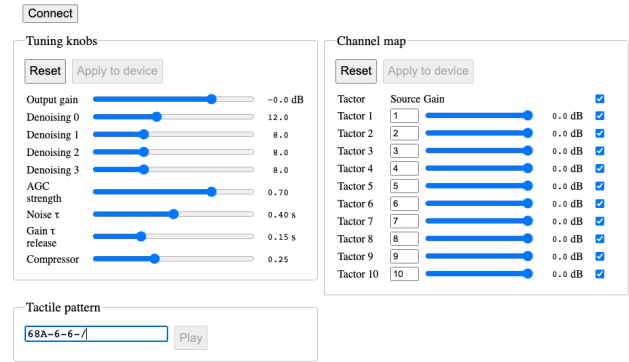 Connect
Tuning knobs
Reset Apply to device
Output gain −0.0 dB
Denoising 0 12.0
Denoising 1 8.0
Denoising 2 8.0
Denoising 3 8.0
AGC
strength 0.70
Noise τ 0.40 s
Gain τ
release 0.15 s
Compressor 0.25
Channel map
Reset Apply to device
Tactor Source Gain
Tactor 1 1 0.0 dB
Tactor 2 2 0.0 dB
Tactor 3 3 0.0 dB
Tactor 4 4 0.0 dB
Tactor 5 5 0.0 dB
Tactor 6 6 0.0 dB
Tactor 7 7 0.0 dB
Tactor 8 8 0.0 dB
Tactor 9 9 0.0 dB
Tactor 10 10 0.0 dB
Tactile pattern
68A-6-6-/ Play